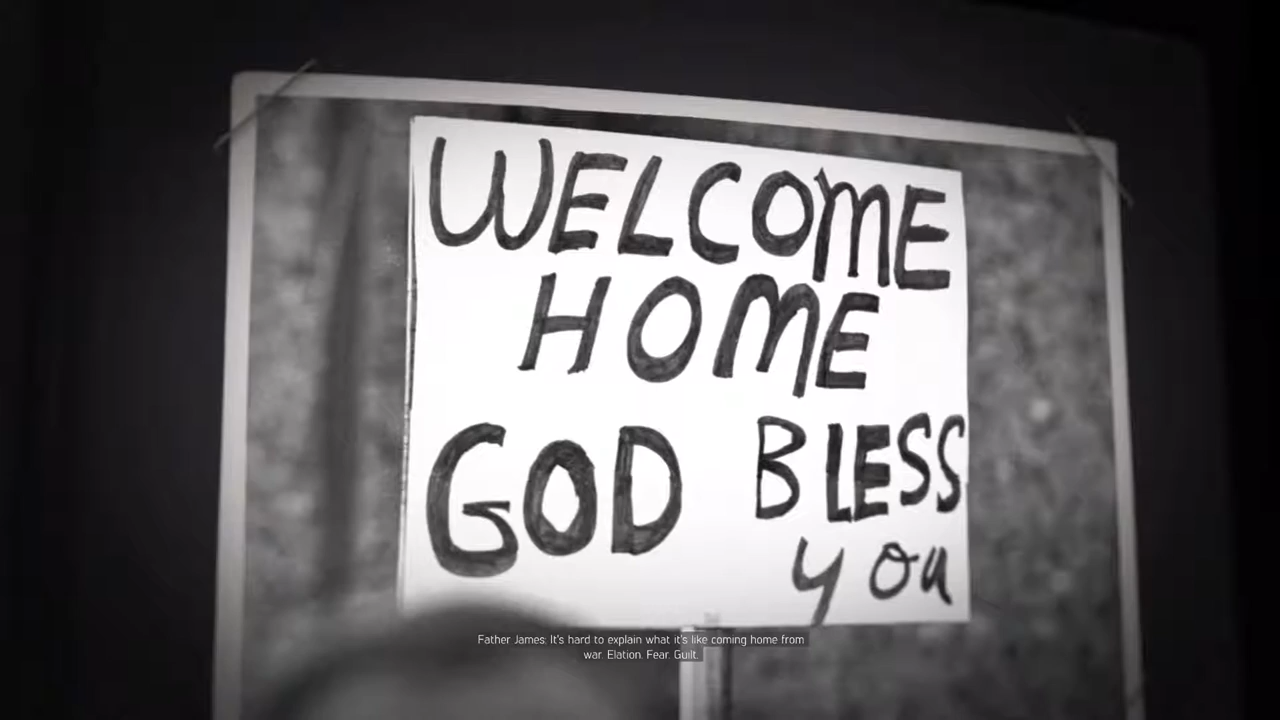 WELCOME
HOME
GOD BLESS
you
Father James: It's hard to explain what it's like coming home from
war. Elation. Fear. Guilt.